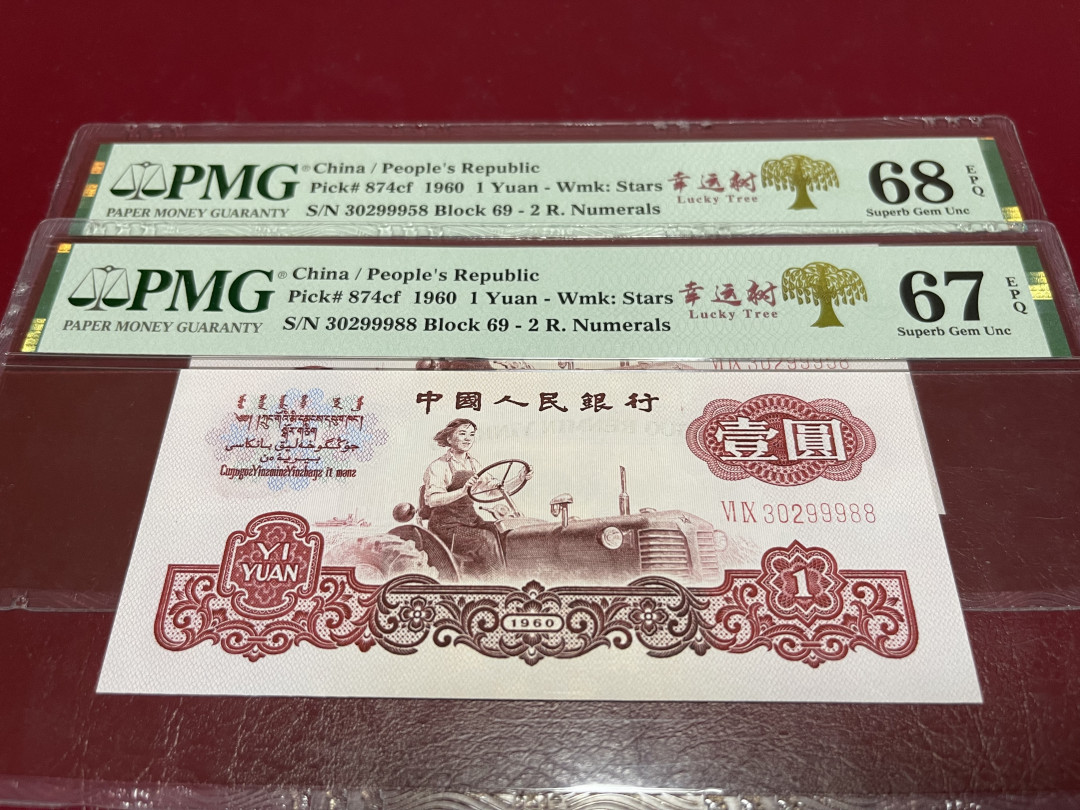 PMG® China / People's Republic
Pick# 874cf 1960 1 Yuan - Wmk: Stars
PAPER MONEY GUARANTY
S/N 30299958 Block 69 - 2 R. Numerals
幸运树
Lucky Tree
68
EPQ
Superb Gem Unc
PMG® China / People's Republic
Pick# 874cf 1960 1 Yuan - Wmk: Stars
PAPER MONEY GUARANTY
S/N 30299988 Block 69 - 2 R. Numerals
幸运树
Lucky Tree
67
EPQ
Superb Gem Unc
中國人民銀行
壹圓
VI IX 30299988
YI
YUAN
1
1960